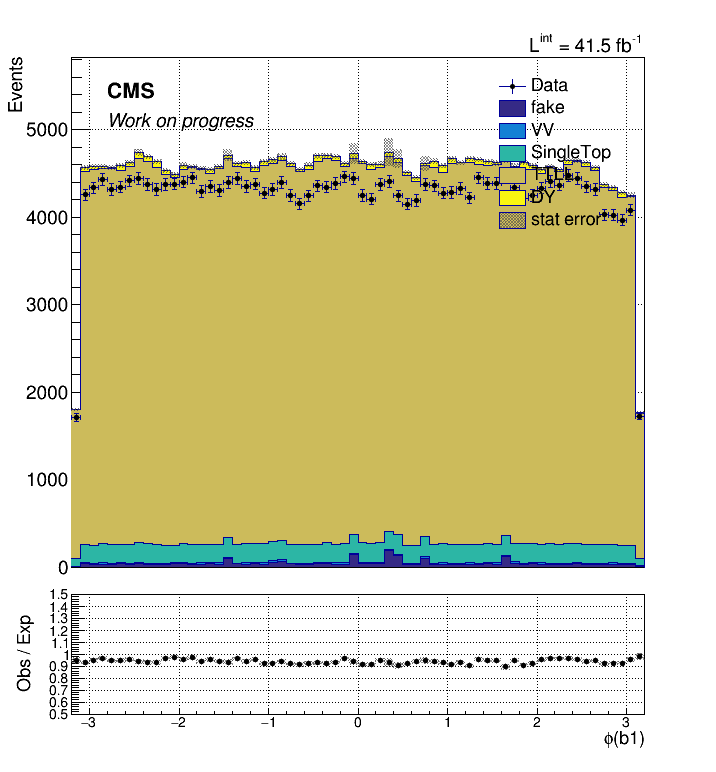 L^int = 41.5 fb^-1
Events
CMS
Work on progress
Data
fake
VV
SingleTop
DY
stat error
5000
4000
3000
2000
1000
0
Obs / Exp
1.5
1.4
1.3
1.2
1.1
1
0.9
0.8
0.7
0.6
0.5
−3 −2 −1 0 1 2 3
ϕ(b1)